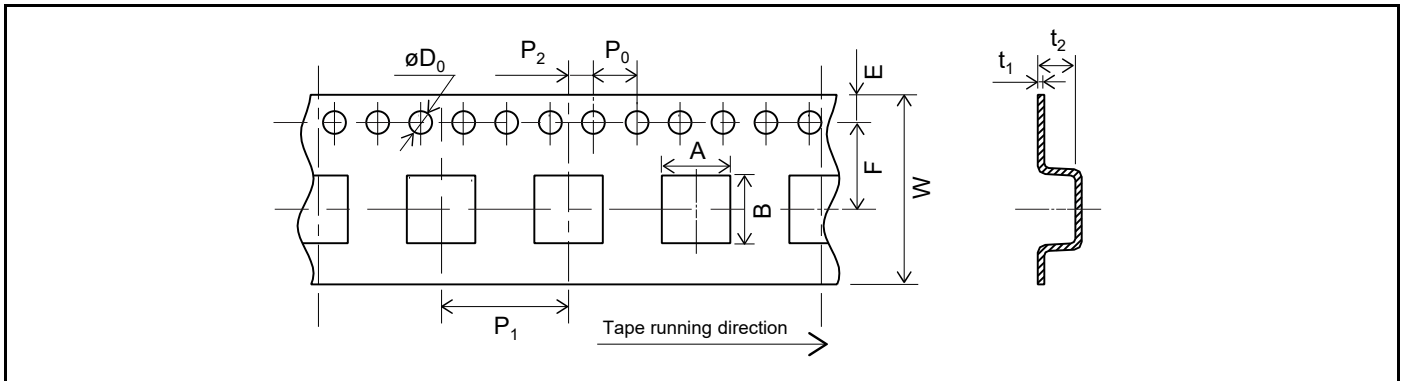 øD₀
P₂
P₀
E
t₁
t₂
A
B
F
W
P₁
Tape running direction